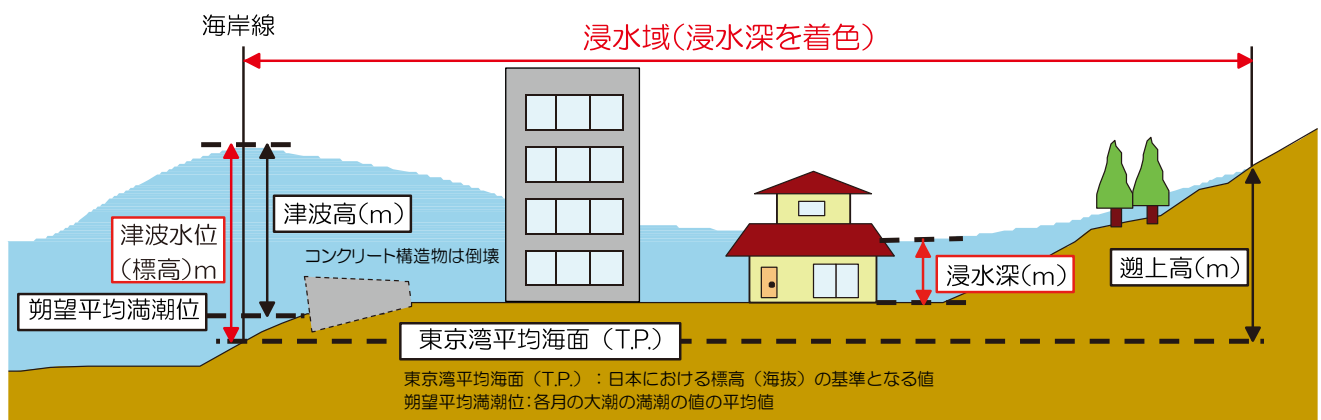 海岸線
浸水域(浸水深を着色)
津波高(m)
津波水位
(標高)m
コンクリート構造物は倒壊
浸水深(m)
遡上高(m)
朔望平均満潮位
東京湾平均海面(T.P.)
東京湾平均海面(T.P.):日本における標高(海抜)の基準となる値
朔望平均満潮位:各月の大潮の満潮の値の平均値